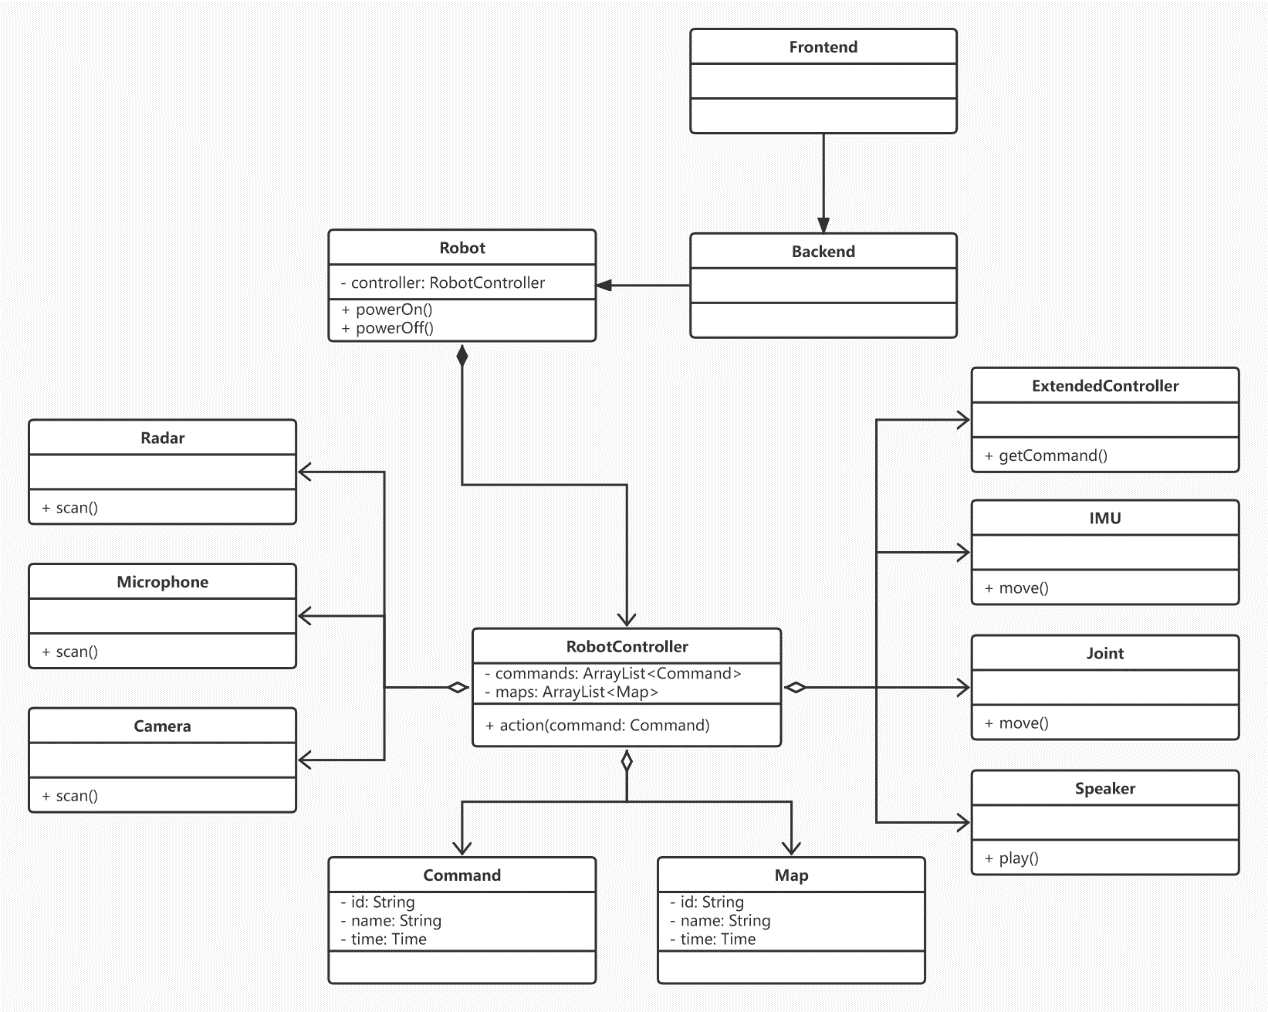 Frontend
Backend
Robot
- controller: RobotController
+ powerOn()
+ powerOff()
ExtendedController
+ getCommand()
Radar
+ scan()
IMU
+ move()
Microphone
+ scan()
RobotController
- commands: ArrayList<Command>
- maps: ArrayList<Map>
+ action(command: Command)
Joint
+ move()
Camera
+ scan()
Speaker
+ play()
Command
- id: String
- name: String
- time: Time
Map
- id: String
- name: String
- time: Time